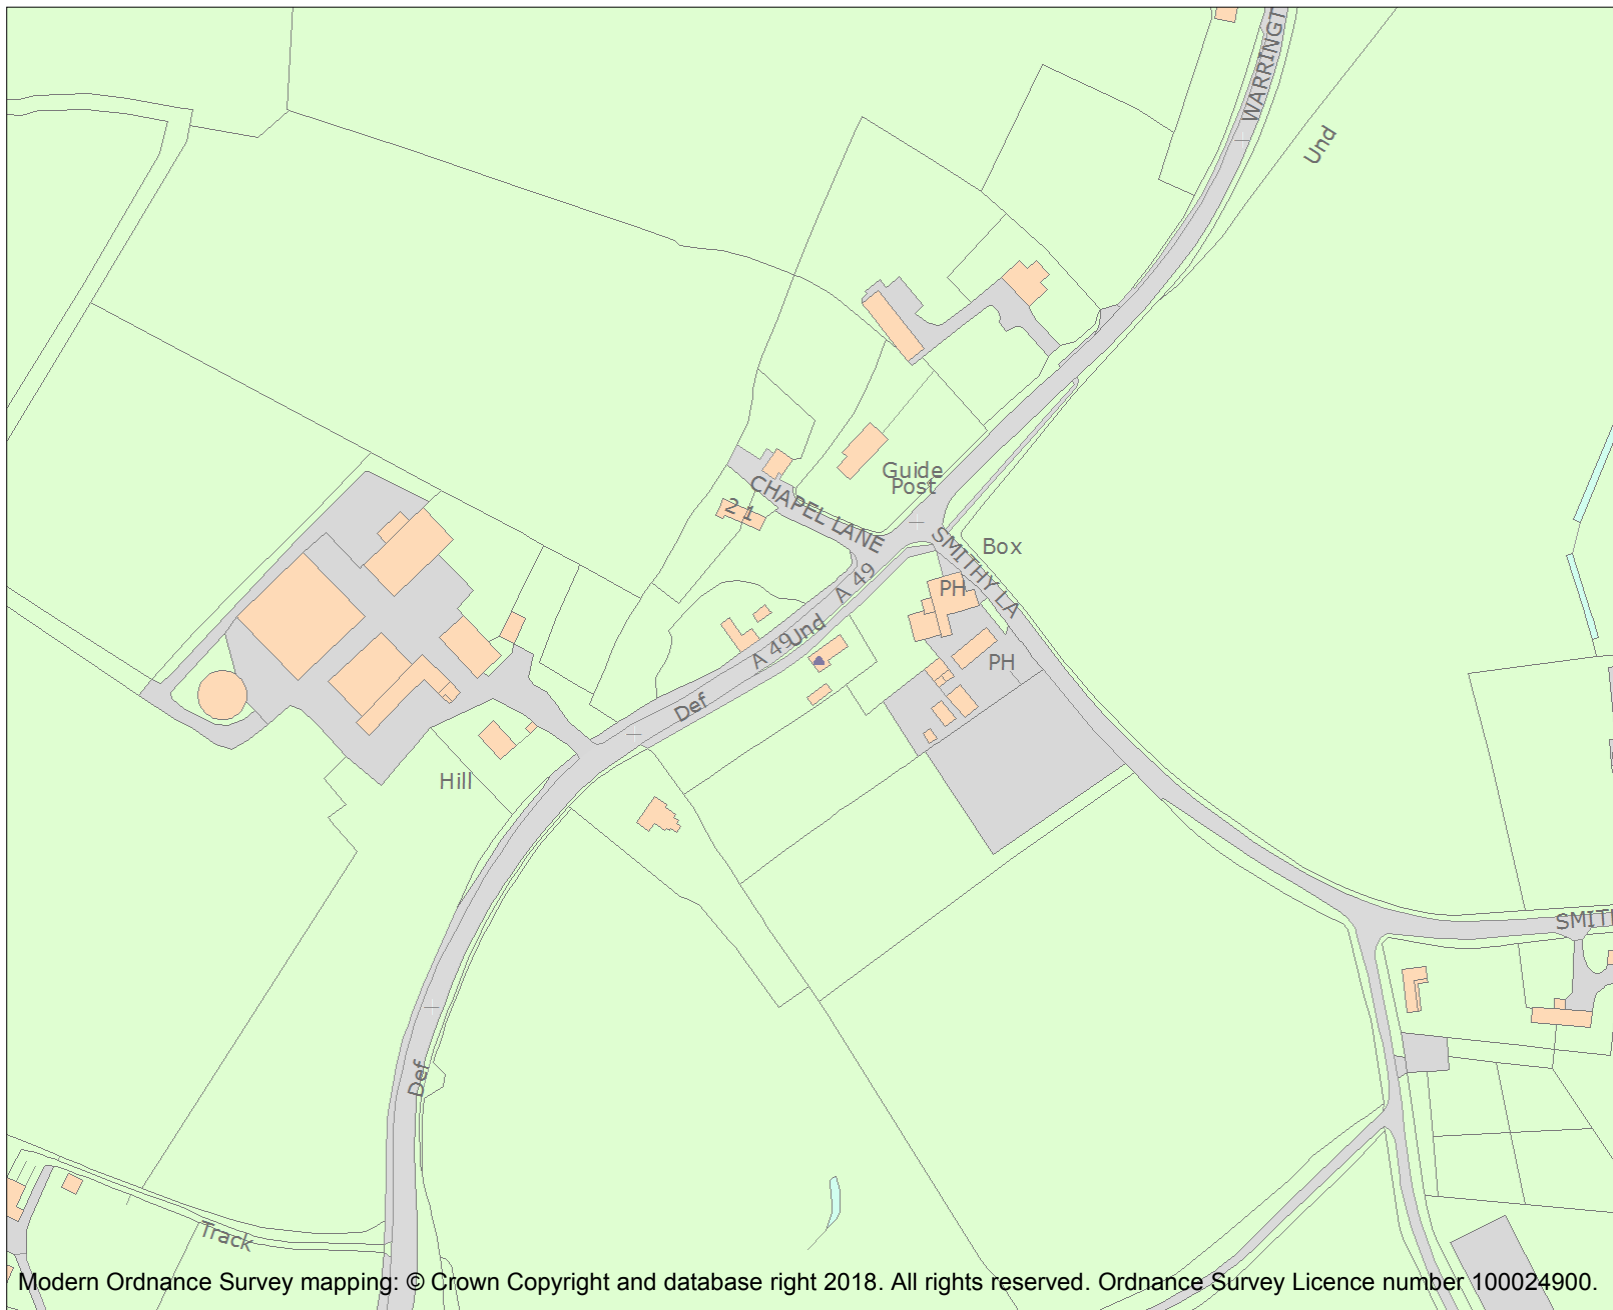 WARRINGT
Und
Guide
Post
CHAPEL LANE
2 1
SMITHY LA
Box
A 49
PH
Und
A 49
PH
Def
Hill
SMIT
Def
Track
Modern Ordnance Survey mapping: © Crown Copyright and database right 2018. All rights reserved. Ordnance Survey Licence number 100024900.